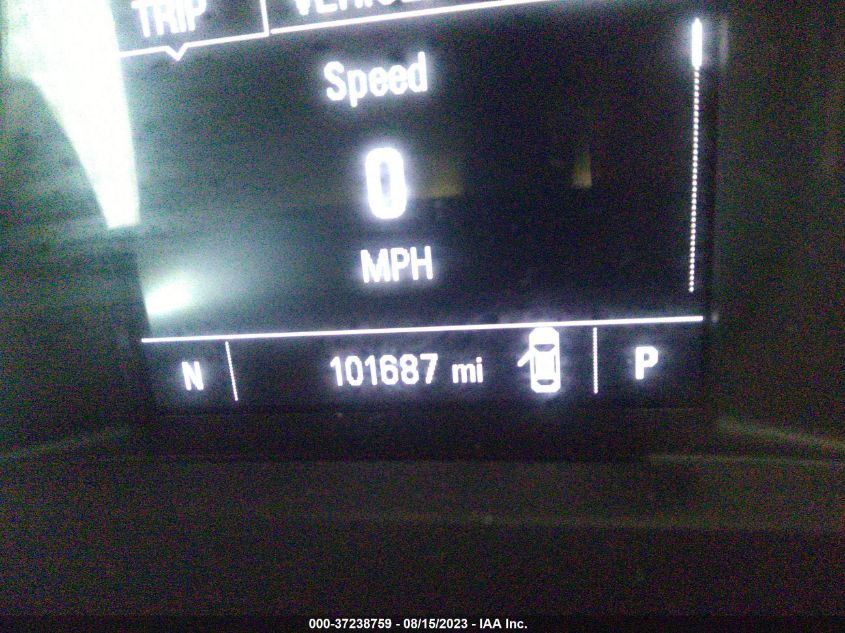 TRIP
Speed
0
MPH
N 101687 mi P
000-37238759 - 08/15/2023 - IAA Inc.